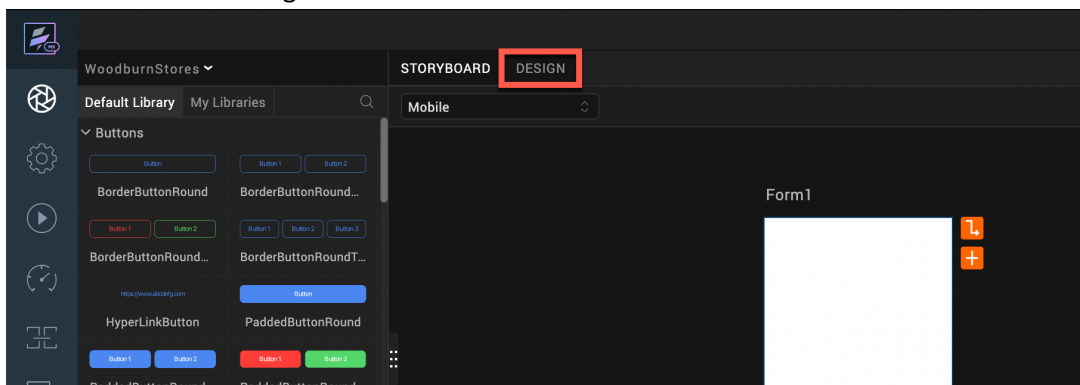 MX
WoodburnStores
STORYBOARD DESIGN
Default Library My Libraries
Mobile
Buttons
Button
Button 1 Button 2
BorderButtonRound
BorderButtonRound...
Form1
Button 1 Button 2
Button 1 Button 2 Button 3
BorderButtonRound...
BorderButtonRoundT...
https://www.abcdefg.com
Button
HyperLinkButton
PaddedButtonRound
Button 1 Button 2
Button 1 Button 2